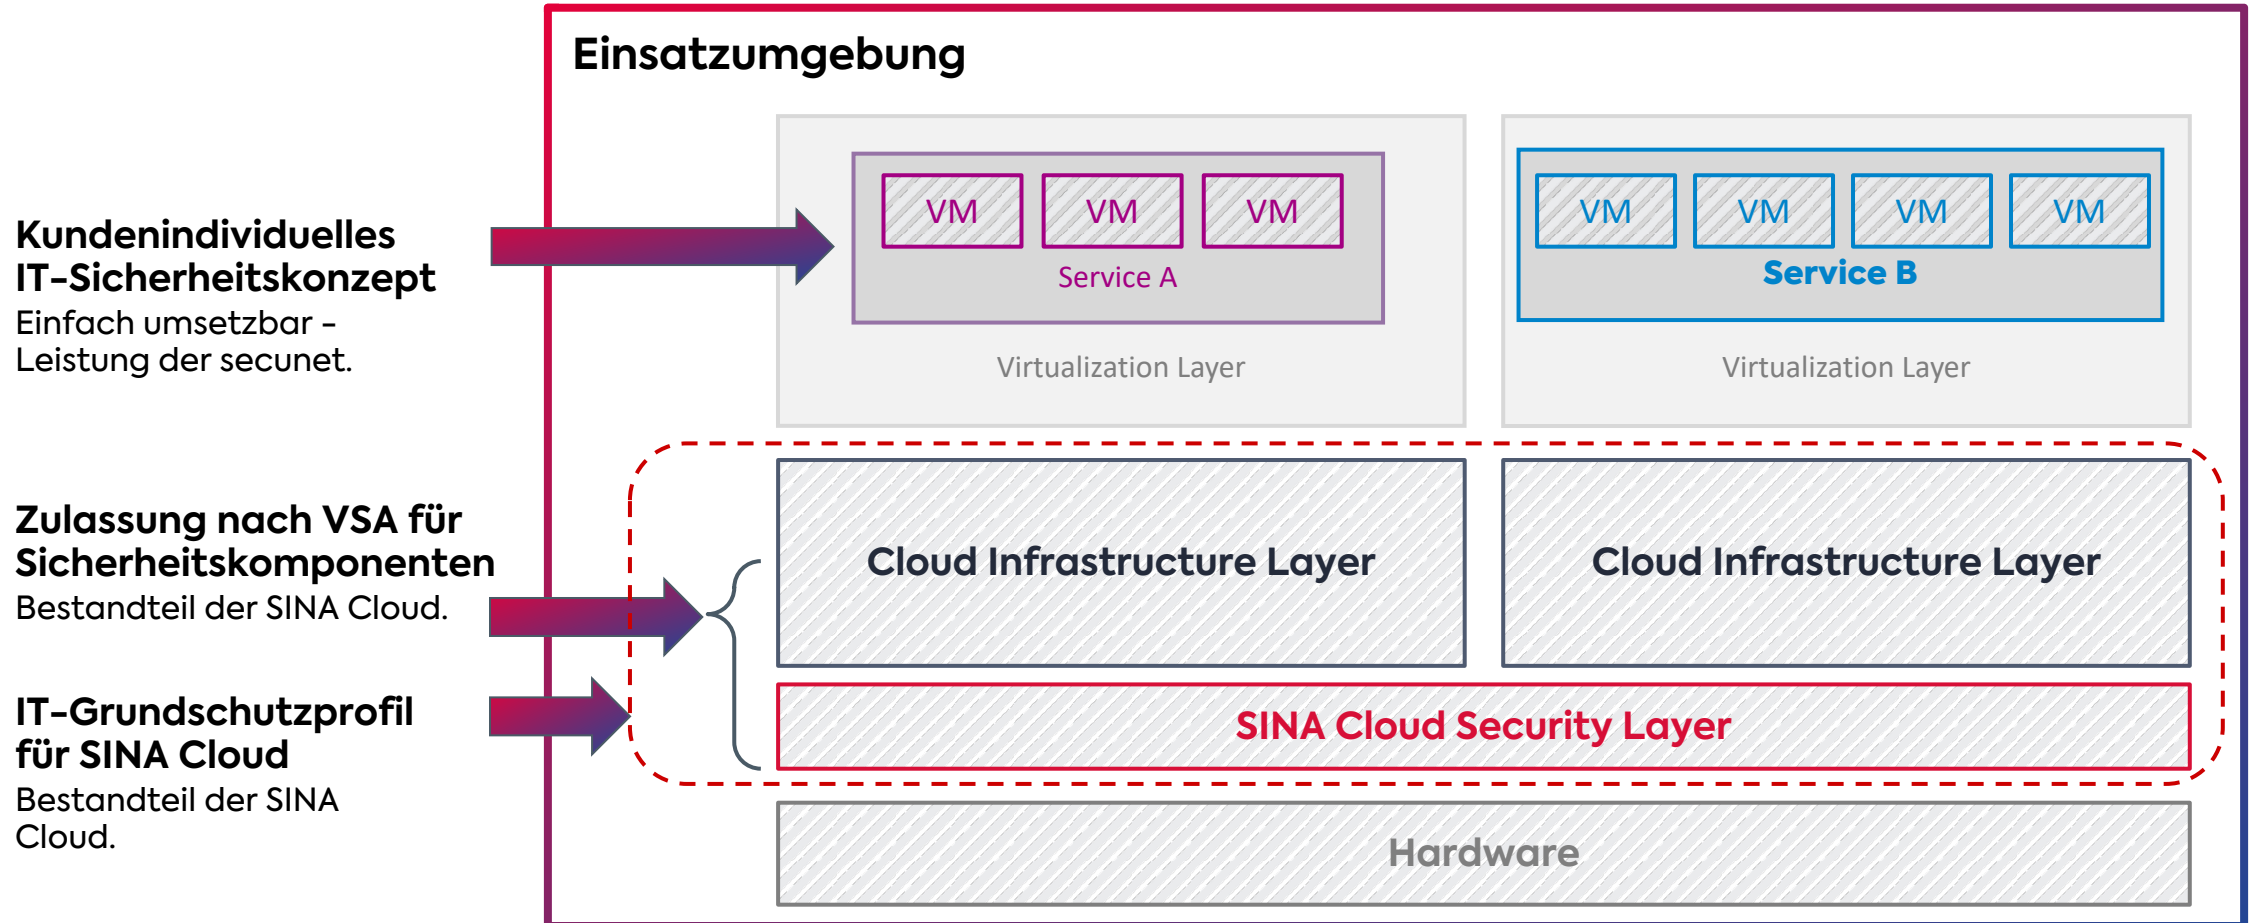 Einsatzumgebung
Kundenindividuelles
IT-Sicherheitskonzept
Einfach umsetzbar -
Leistung der secunet.
VM VM VM
Service A
Virtualization Layer
VM VM VM VM
Service B
Virtualization Layer
Zulassung nach VSA für
Sicherheitskomponenten
Bestandteil der SINA Cloud.
Cloud Infrastructure Layer
Cloud Infrastructure Layer
IT-Grundschutzprofil
für SINA Cloud
Bestandteil der SINA
Cloud.
SINA Cloud Security Layer
Hardware